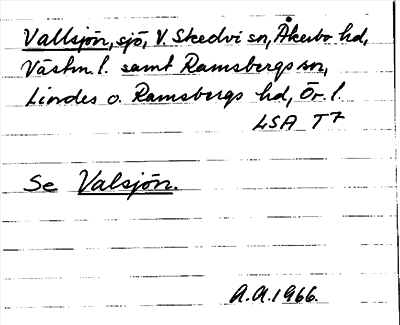 Vallsjön, sjö, V. Skedvi sn, Åkerbo hd,
Västm. l. samt Ramsbergs sn,
Lindes o. Ramsbergs hd, Ör. l.
LSA T7
Se Valsjön.
A.A. 1966.